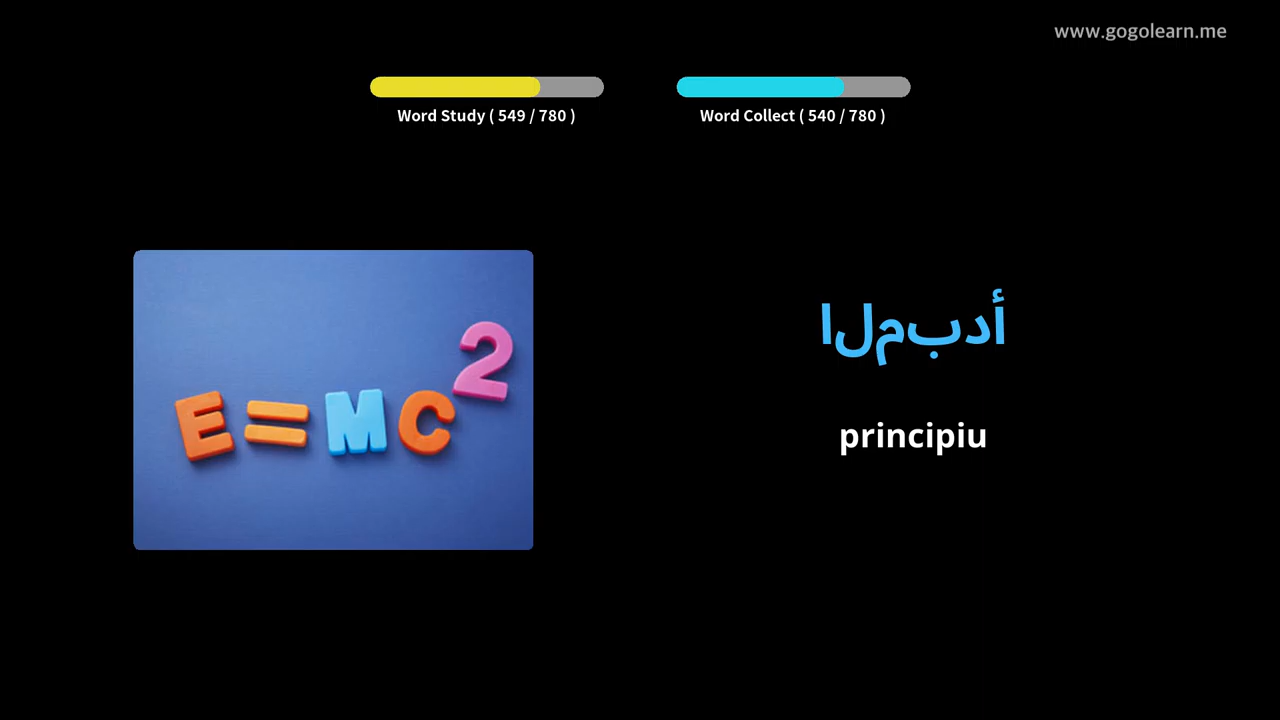 www.gogolearn.me
Word Study ( 549 / 780 )
Word Collect ( 540 / 780 )
E=MC2
المبدأ
principiu